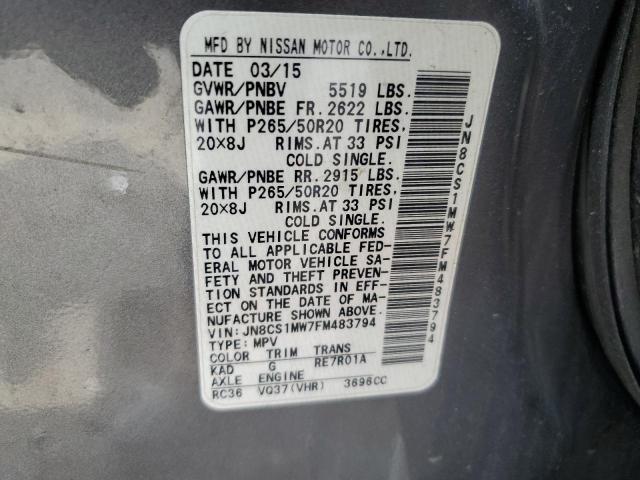 MFD BY NISSAN MOTOR CO.,LTD.
DATE 03/15
GVWR/PNBV 5519 LBS.
GAWR/PNBE FR. 2622 LBS.
WITH P265/50R20 TIRES,
20×8J RIMS. AT 33 PSI
COLD SINGLE.
GAWR/PNBE RR. 2915 LBS.
WITH P265/50R20 TIRES,
20×8J RIMS. AT 33 PSI
COLD SINGLE.
THIS VEHICLE CONFORMS
TO ALL APPLICABLE FED-
ERAL MOTOR VEHICLE SA-
FETY AND THEFT PREVEN-
TION STANDARDS IN EFF-
ECT ON THE DATE OF MA-
NUFACTURE SHOWN ABOVE.
VIN: JN8CS1MW7FM483794
TYPE: MPV
COLOR TRIM TRANS
KAD G RE7R01A
AXLE ENGINE
RC36 VQ37(VHR) 3696CC
JN8CS1MW7FM483794